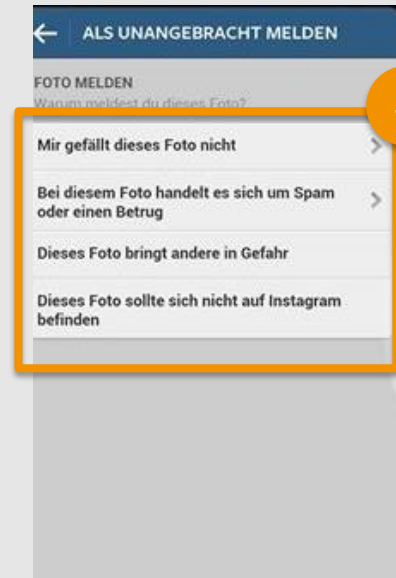 ALS UNANGEBRACHT MELDEN
FOTO MELDEN
Warum meldest du dieses Foto?
Mir gefällt dieses Foto nicht
Bei diesem Foto handelt es sich um Spam
oder einen Betrug
Dieses Foto bringt andere in Gefahr
Dieses Foto sollte sich nicht auf Instagram
befinden